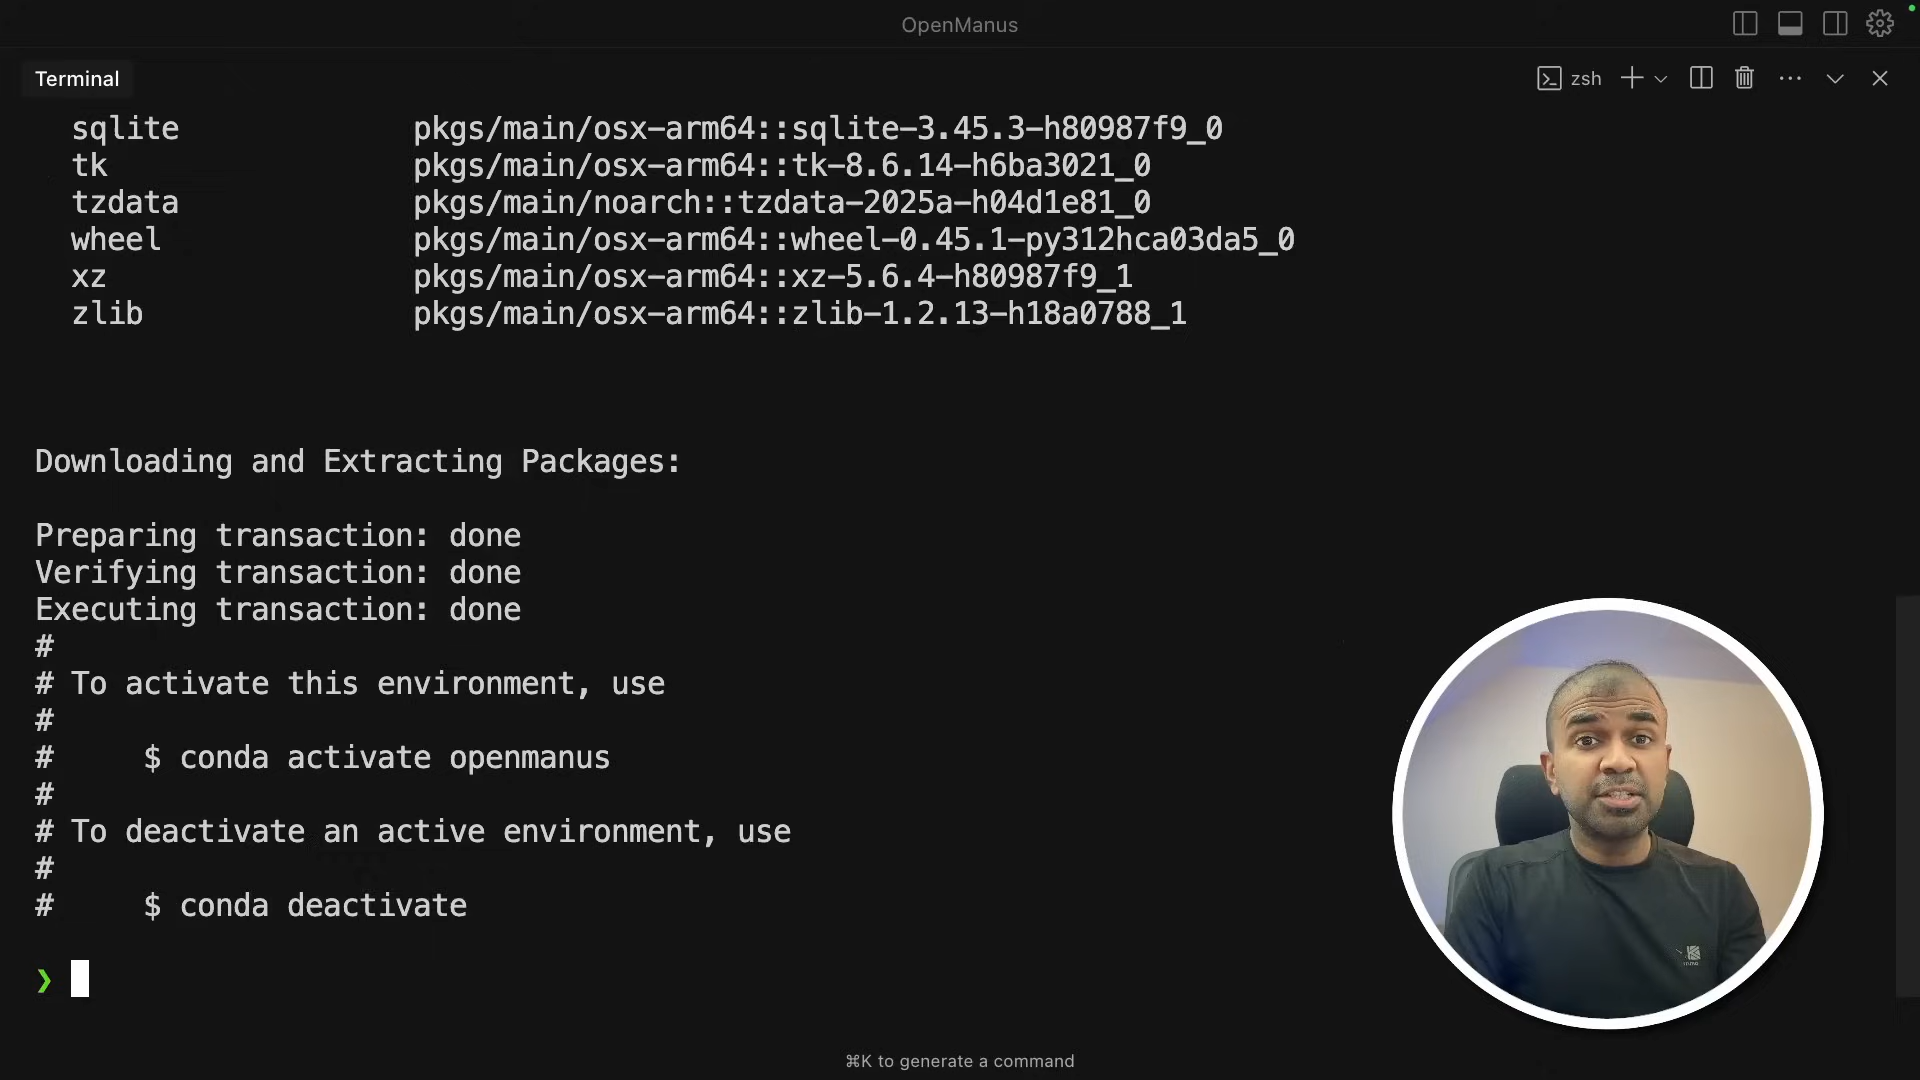 OpenManus
Terminal
zsh
sqlite pkgs/main/osx-arm64::sqlite-3.45.3-h80987f9_0
tk pkgs/main/osx-arm64::tk-8.6.14-h6ba3021_0
tzdata pkgs/main/noarch::tzdata-2025a-h04d1e81_0
wheel pkgs/main/osx-arm64::wheel-0.45.1-py312hca03da5_0
xz pkgs/main/osx-arm64::xz-5.6.4-h80987f9_1
zlib pkgs/main/osx-arm64::zlib-1.2.13-h18a0788_1
Downloading and Extracting Packages:
Preparing transaction: done
Verifying transaction: done
Executing transaction: done
#
# To activate this environment, use
#
# $ conda activate openmanus
#
# To deactivate an active environment, use
#
# $ conda deactivate
❯
⌘K to generate a command